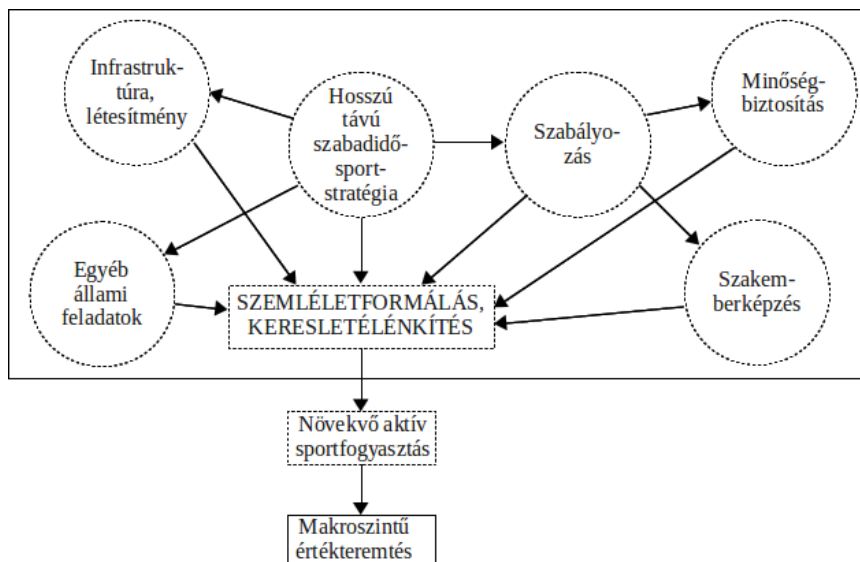 Infrastruk-
túra,
létesítmény
Hosszú
távú
szabadidő-
sport-
stratégia
Szabályo-
zás
Minőség-
biztosítás
Egyéb
állami
feladatok
SZEMLÉLETFORMÁLÁS,
KERESLETÉLÉNKÍTÉS
Szakem-
berképzés
Növekvő aktív
sportfogyasztás
Makroszintű
értékteremtés